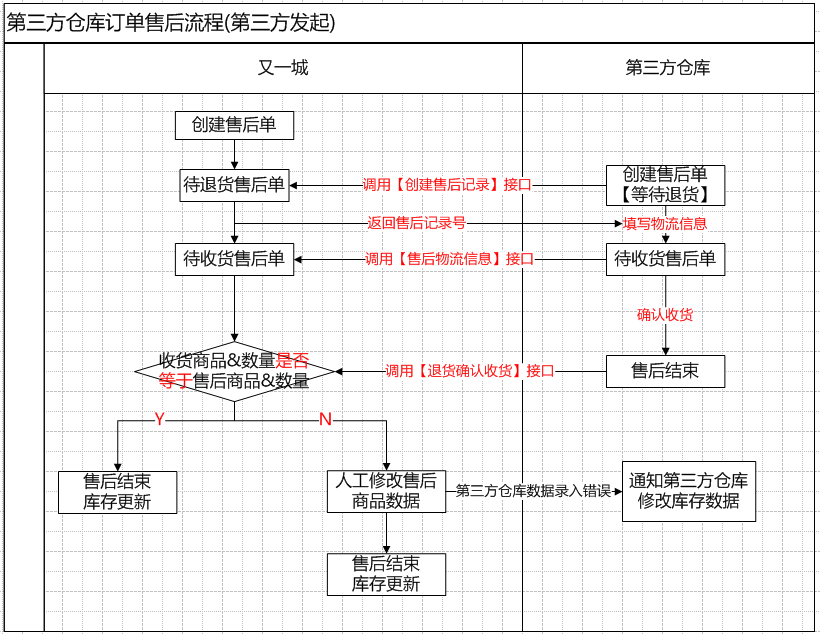 第三方仓库订单售后流程(第三方发起)
又一城
第三方仓库
创建售后单
待退货售后单
调用【创建售后记录】接口
创建售后单
【等待退货】
返回售后记录号
填写物流信息
待收货售后单
调用【售后物流信息】接口
待收货售后单
确认收货
收货商品&数量是否
等于售后商品&数量
调用【退货确认收货】接口
售后结束
Y
N
售后结束
库存更新
人工修改售后
商品数据
第三方仓库数据录入错误
通知第三方仓库
修改库存数据
售后结束
库存更新